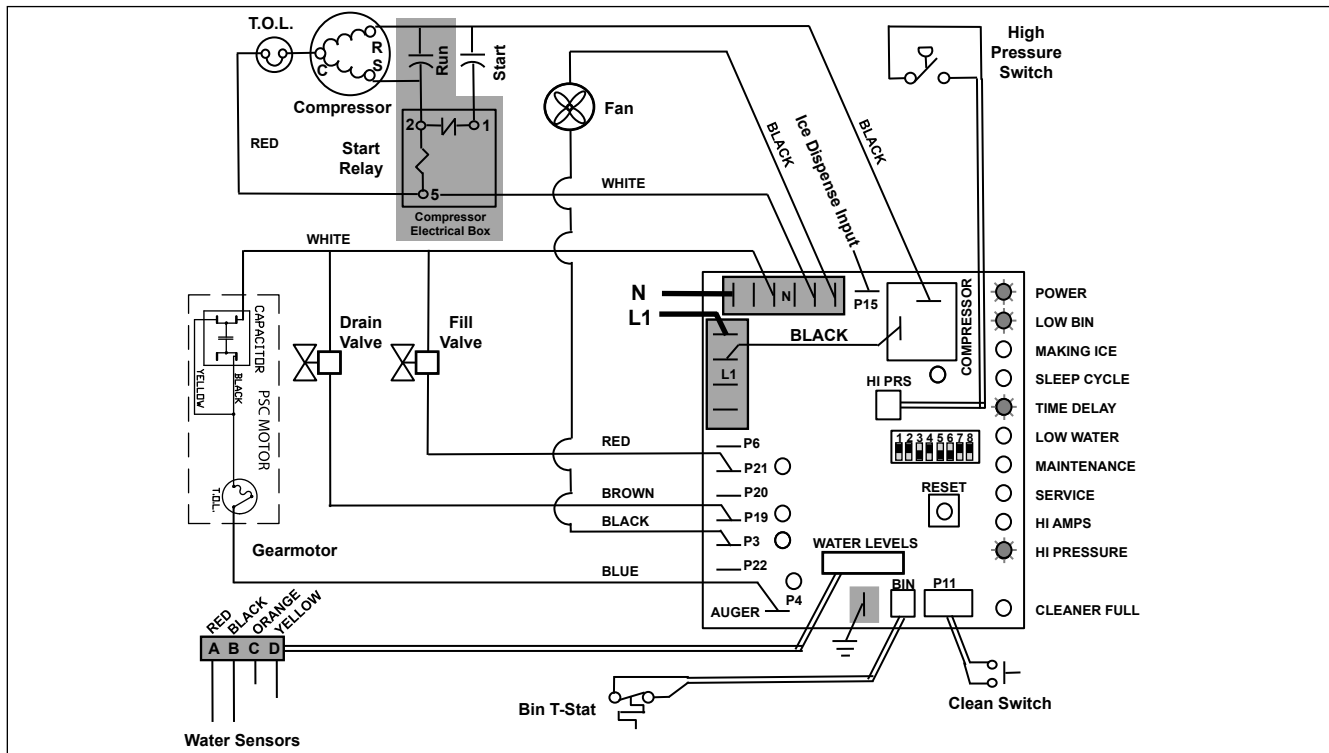 T.O.L.
R
S
C
Run
Start
Compressor
2
1
Start
Relay
5
Compressor
Electrical Box
RED
WHITE
Fan
BLACK
Ice Dispense Input
BLACK
High
Pressure
Switch
WHITE
N
L1
N
P15
COMPRESSOR
BLACK
L1
HI PRS
CAPACITOR
YELLOW
BLACK
PSC MOTOR
T.O.L.
Gearmotor
Drain
Valve
Fill
Valve
RED
BROWN
BLACK
BLUE
P6
P21
P20
P19
P3
P22
P4
AUGER
1 2 3 4 5 6 7 8
RESET
WATER LEVELS
BIN
P11
POWER
LOW BIN
MAKING ICE
SLEEP CYCLE
TIME DELAY
LOW WATER
MAINTENANCE
SERVICE
HI AMPS
HI PRESSURE
CLEANER FULL
RED
BLACK
ORANGE
YELLOW
A B C D
Water Sensors
Bin T-Stat
Clean Switch